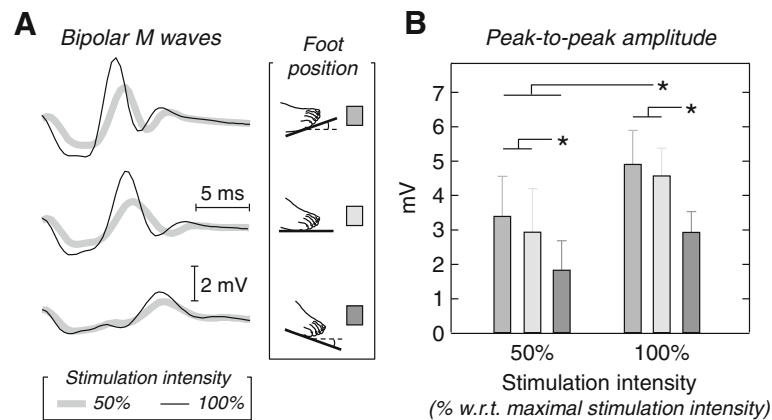 A
Bipolar M waves
Foot
position
5 ms
2 mV
Stimulation intensity
50% 100%
B
Peak-to-peak amplitude
mV
7
6
5
4
3
2
1
0
*
*
*
50% 100%
Stimulation intensity
(% w.r.t. maximal stimulation intensity)